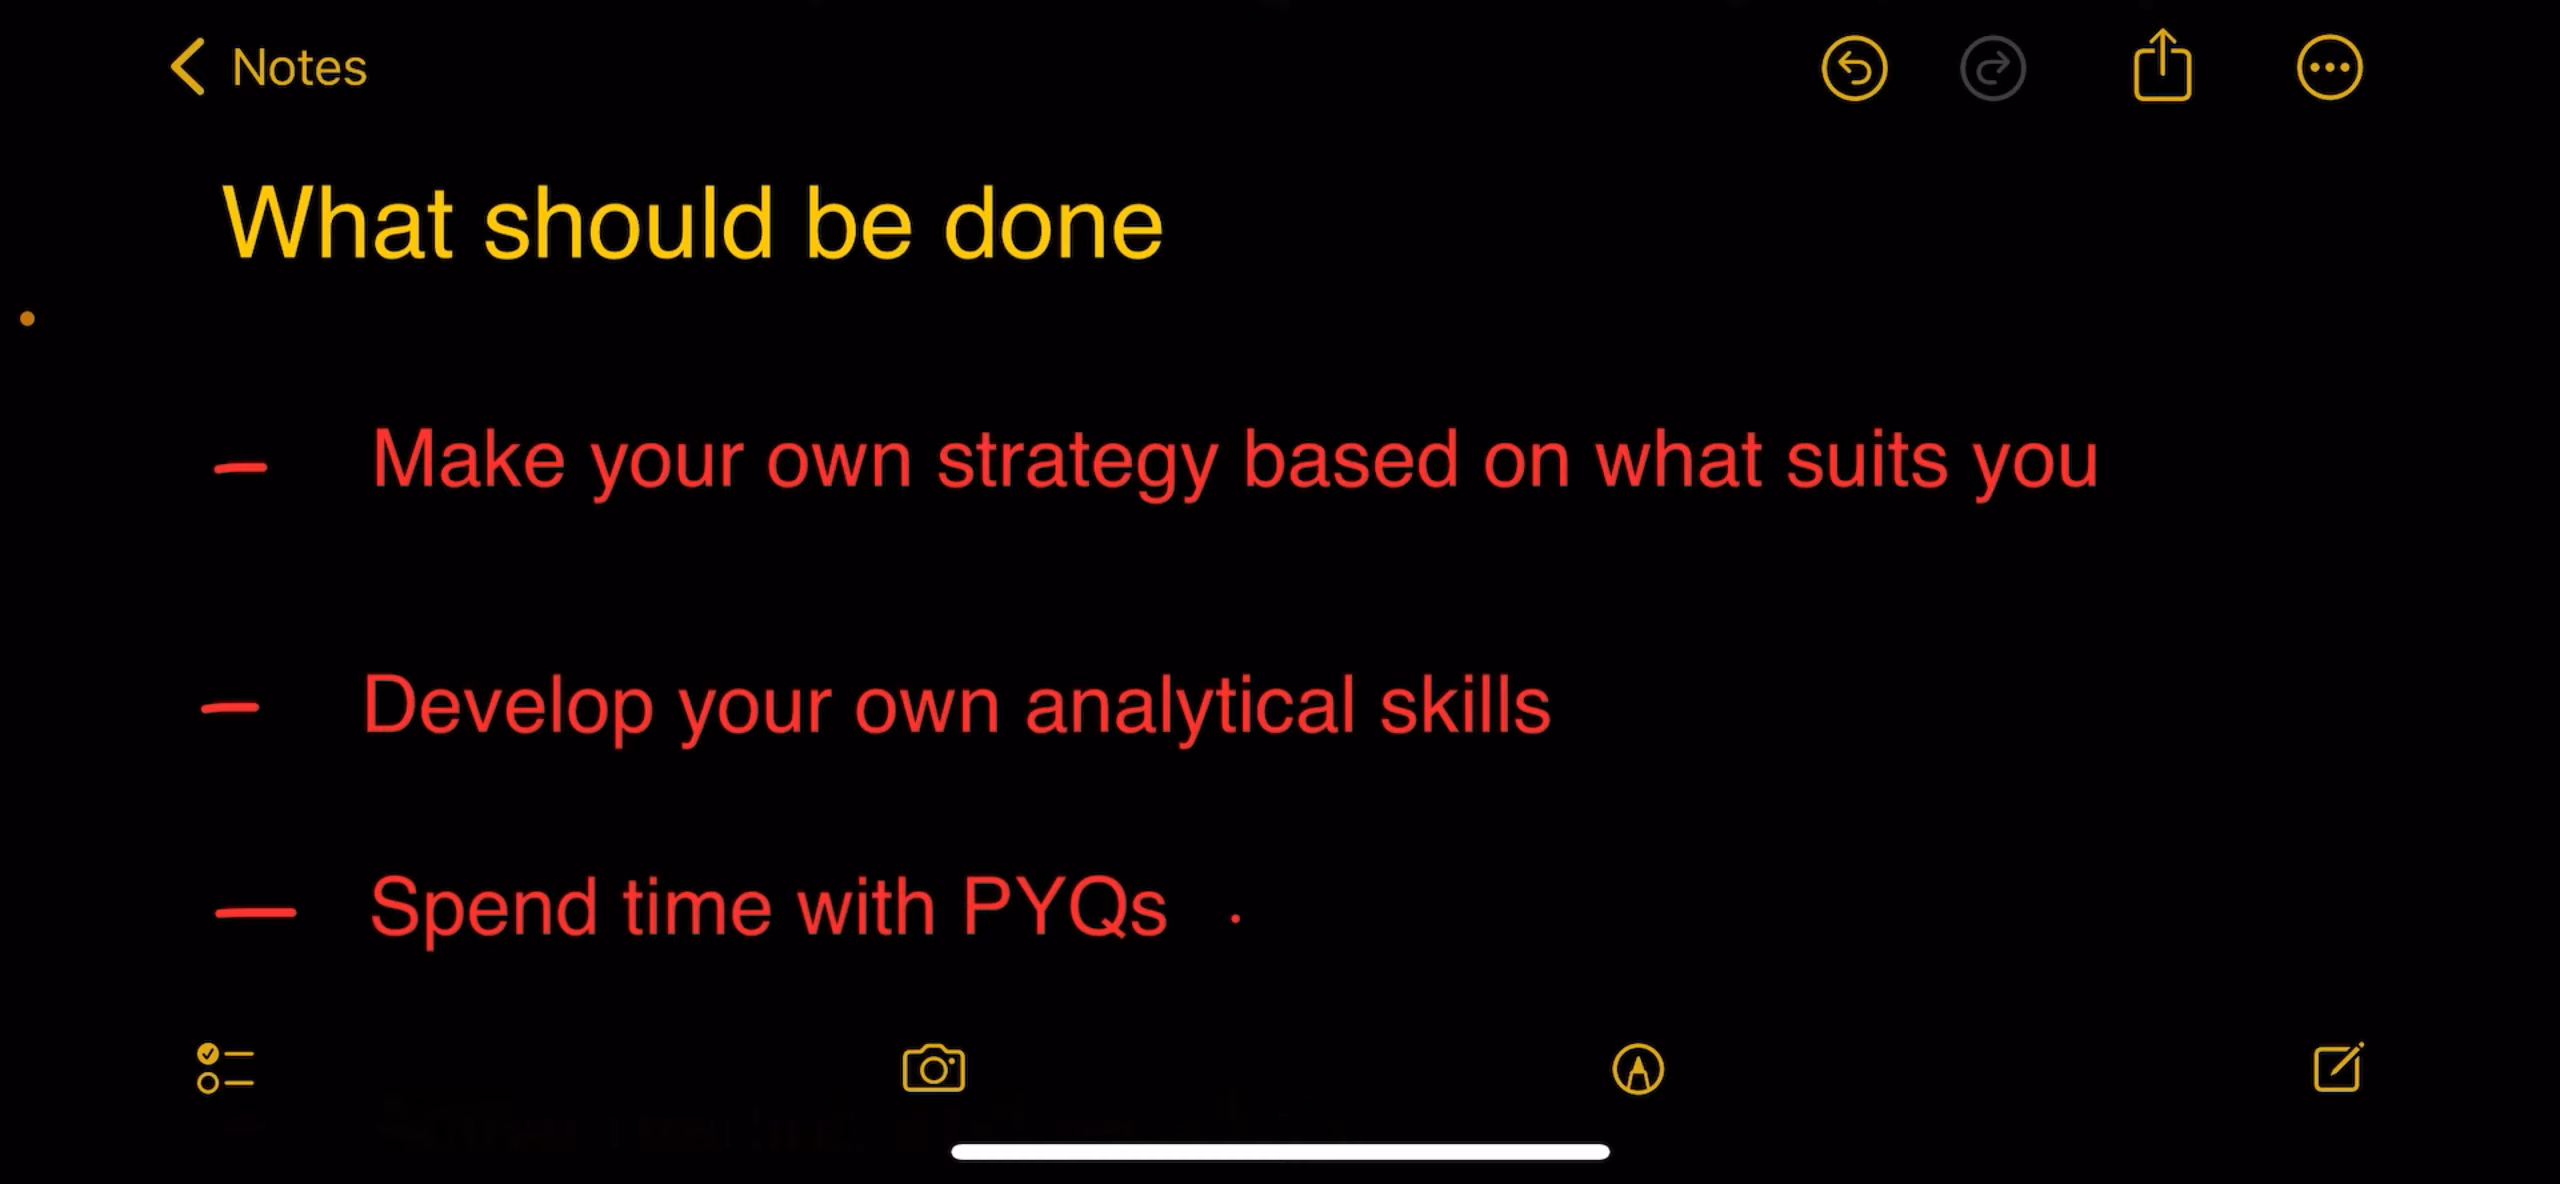 Notes
What should be done
— Make your own strategy based on what suits you
— Develop your own analytical skills
— Spend time with PYQs .